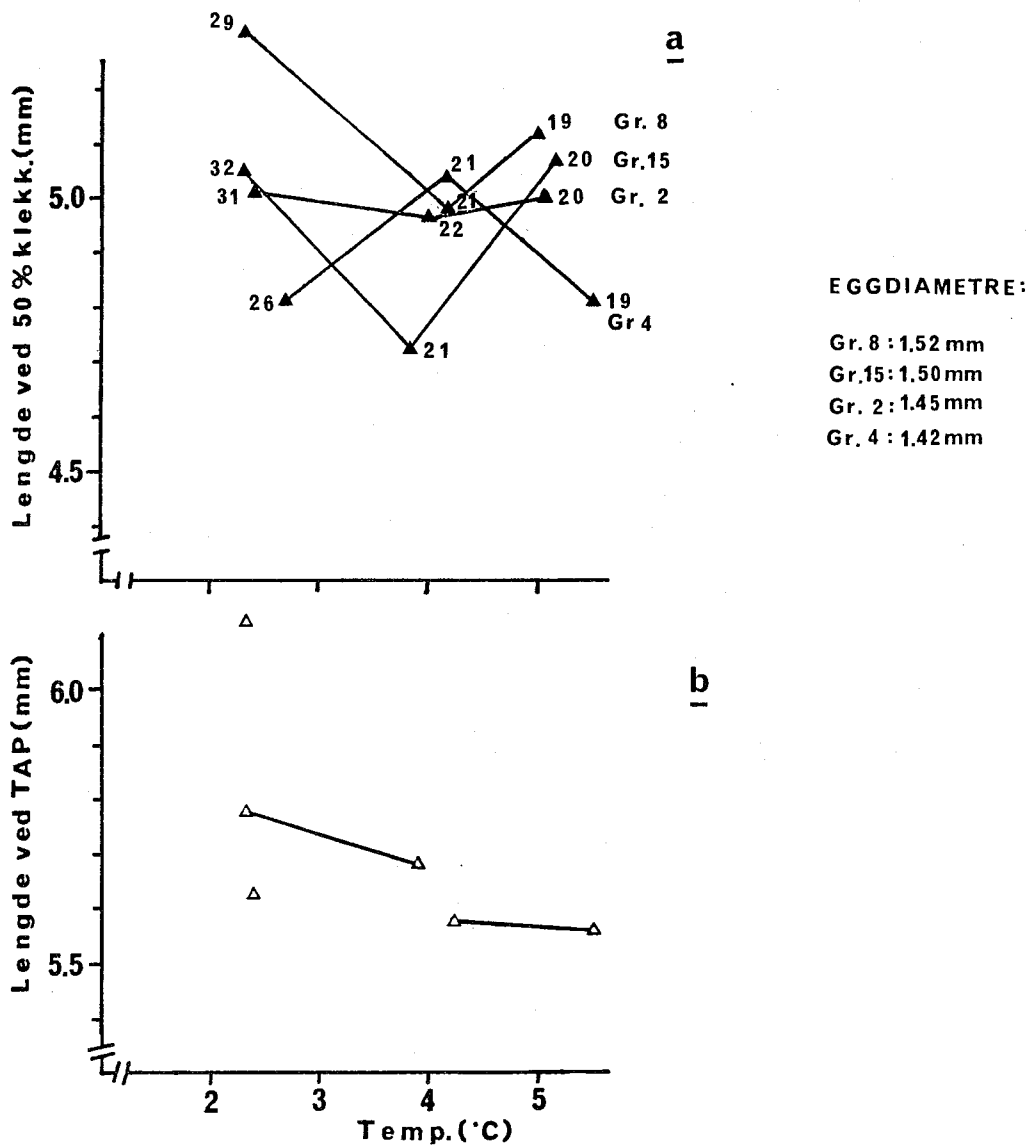 a
Lengde ved 50% klekk.(mm)
5.0
4.5
29
32
31
26
21
21
22
21
19 Gr. 8
20 Gr.15
20 Gr. 2
19
Gr 4
EGGDIAMETRE:
Gr. 8 : 1.52 mm
Gr.15: 1.50 mm
Gr. 2 : 1.45 mm
Gr. 4 : 1.42 mm
b
Lengde ved TAP (mm)
6.0
5.5
2 3 4 5
Temp.(°C)